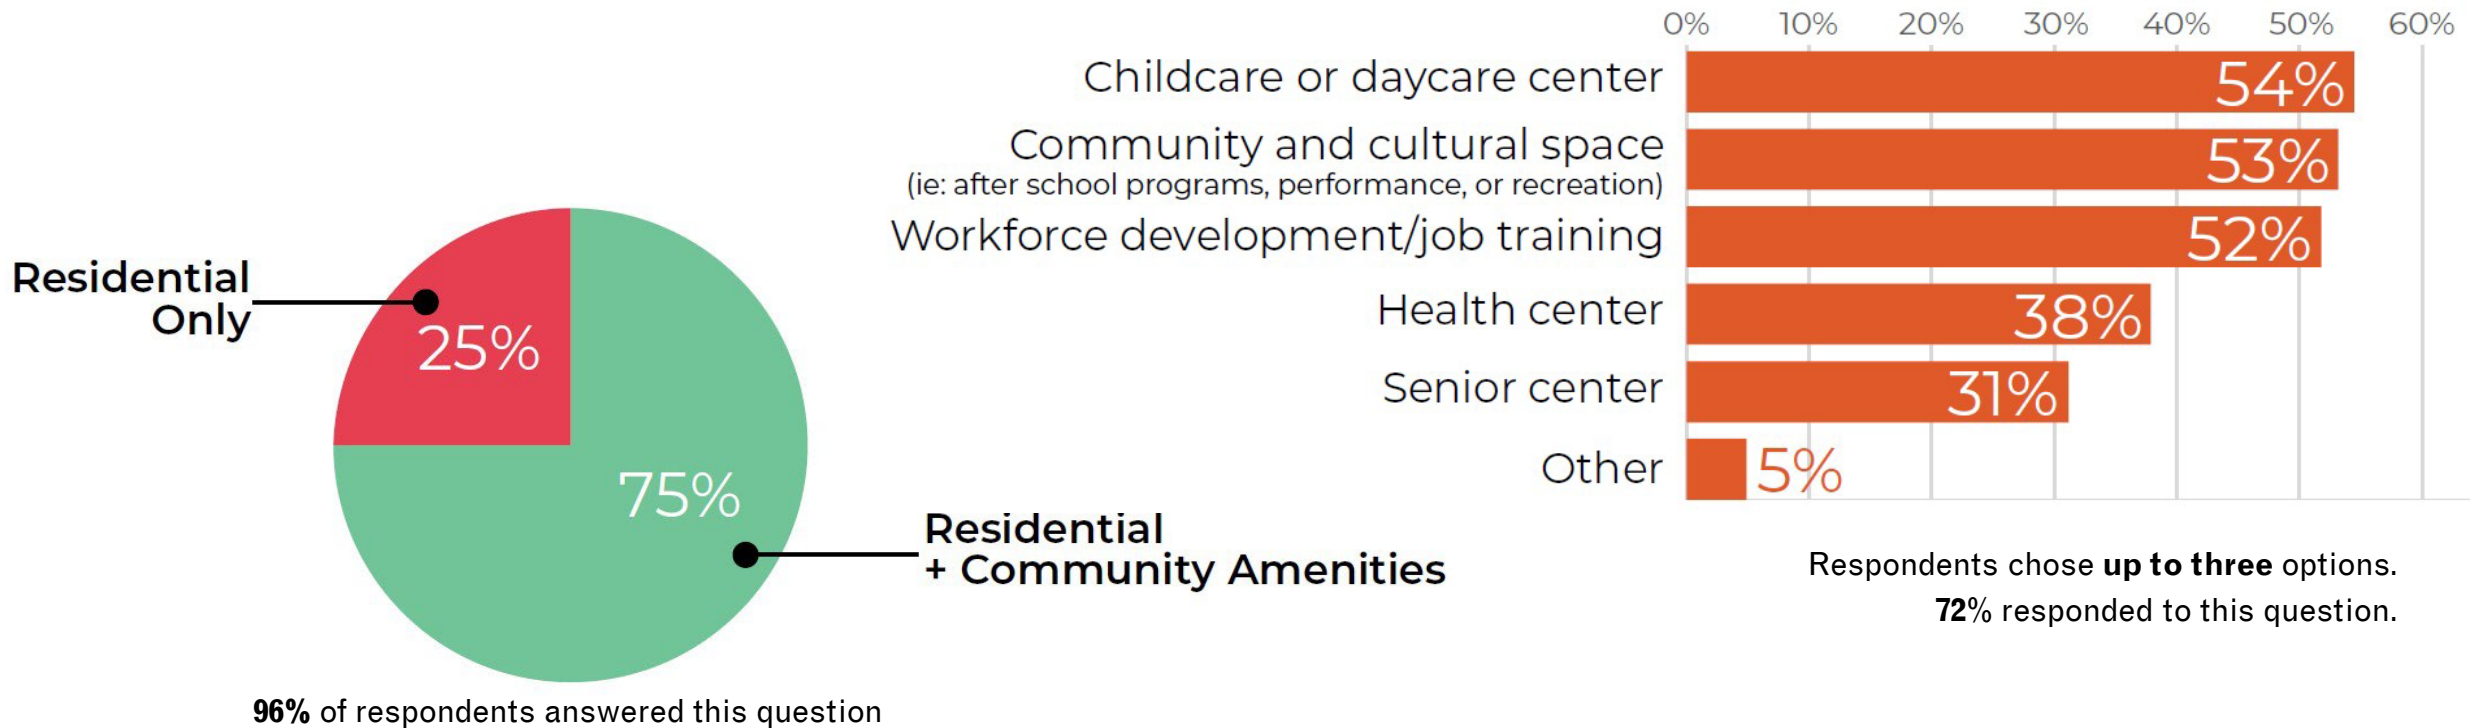 Residential
Only
25%
75%
Residential
+ Community Amenities
96% of respondents answered this question
0% 10% 20% 30% 40% 50% 60%
Childcare or daycare center 54%
Community and cultural space 53%
(ie: after school programs, performance, or recreation)
Workforce development/job training 52%
Health center 38%
Senior center 31%
Other 5%
Respondents chose up to three options.
72% responded to this question.